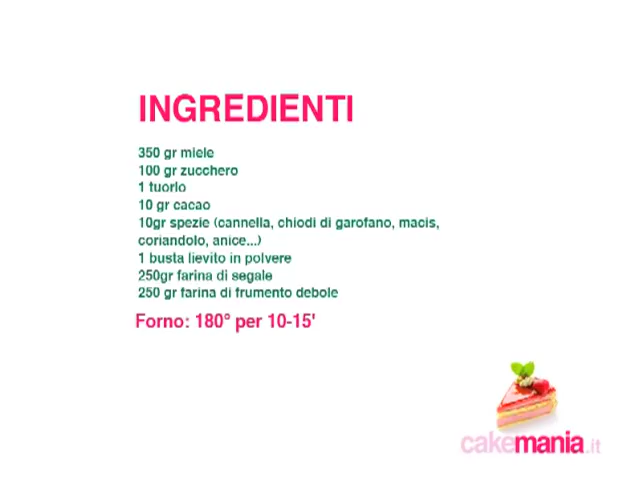 INGREDIENTI
350 gr miele
100 gr zucchero
1 tuorlo
10 gr cacao
10gr spezie (cannella, chiodi di garofano, macis,
coriandolo, anice...)
1 busta lievito in polvere
250gr farina di segale
250 gr farina di frumento debole
Forno: 180° per 10-15'
cakemania.it